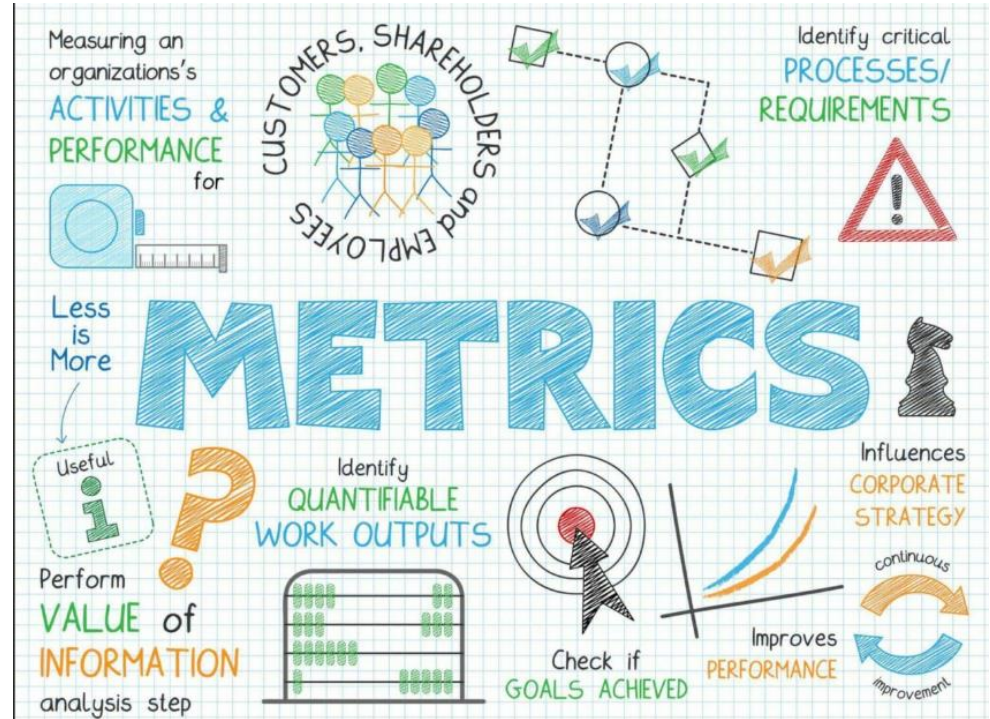 Measuring an
organizations's
ACTIVITIES &
PERFORMANCE
for
CUSTOMERS, SHAREHOLDERS and EMPLOYEES
Identify critical
PROCESSES/
REQUIREMENTS
Less
is
More
METRICS
Useful
i
?
Perform
VALUE of
INFORMATION
analysis step
Identify
QUANTIFIABLE
WORK OUTPUTS
Check if
GOALS ACHIEVED
Improves
PERFORMANCE
Influences
CORPORATE
STRATEGY
continuous
improvement